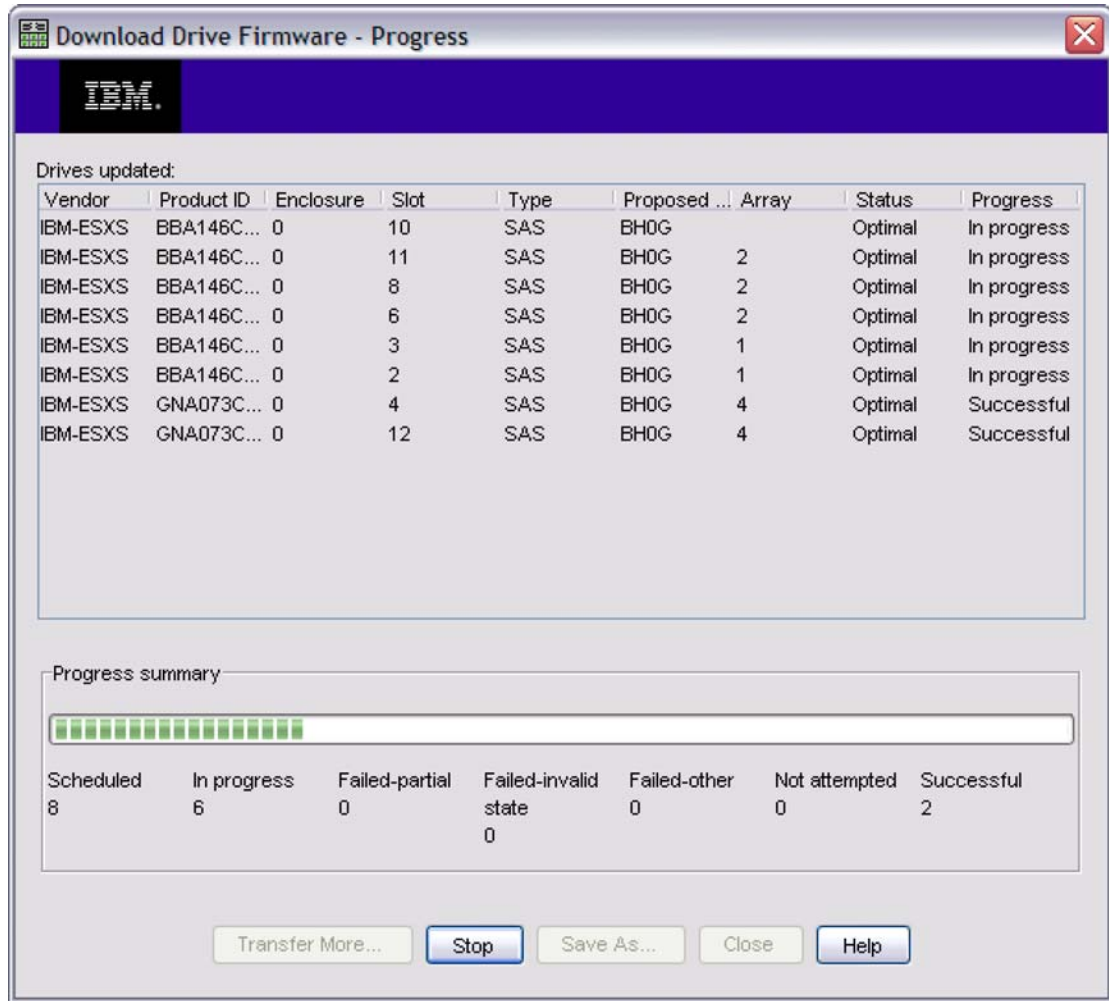 Download Drive Firmware - Progress
IBM.
Drives updated:
Vendor Product ID Enclosure Slot Type Proposed ... Array Status Progress
IBM-ESXS BBA146C... 0 10 SAS BH0G Optimal In progress
IBM-ESXS BBA146C... 0 11 SAS BH0G 2 Optimal In progress
IBM-ESXS BBA146C... 0 8 SAS BH0G 2 Optimal In progress
IBM-ESXS BBA146C... 0 6 SAS BH0G 2 Optimal In progress
IBM-ESXS BBA146C... 0 3 SAS BH0G 1 Optimal In progress
IBM-ESXS BBA146C... 0 2 SAS BH0G 1 Optimal In progress
IBM-ESXS GNA073C... 0 4 SAS BH0G 4 Optimal Successful
IBM-ESXS GNA073C... 0 12 SAS BH0G 4 Optimal Successful
Progress summary
Scheduled In progress Failed-partial Failed-invalid Failed-other Not attempted Successful
8 6 0 state 0 0 2
0
Transfer More... Stop Save As... Close Help